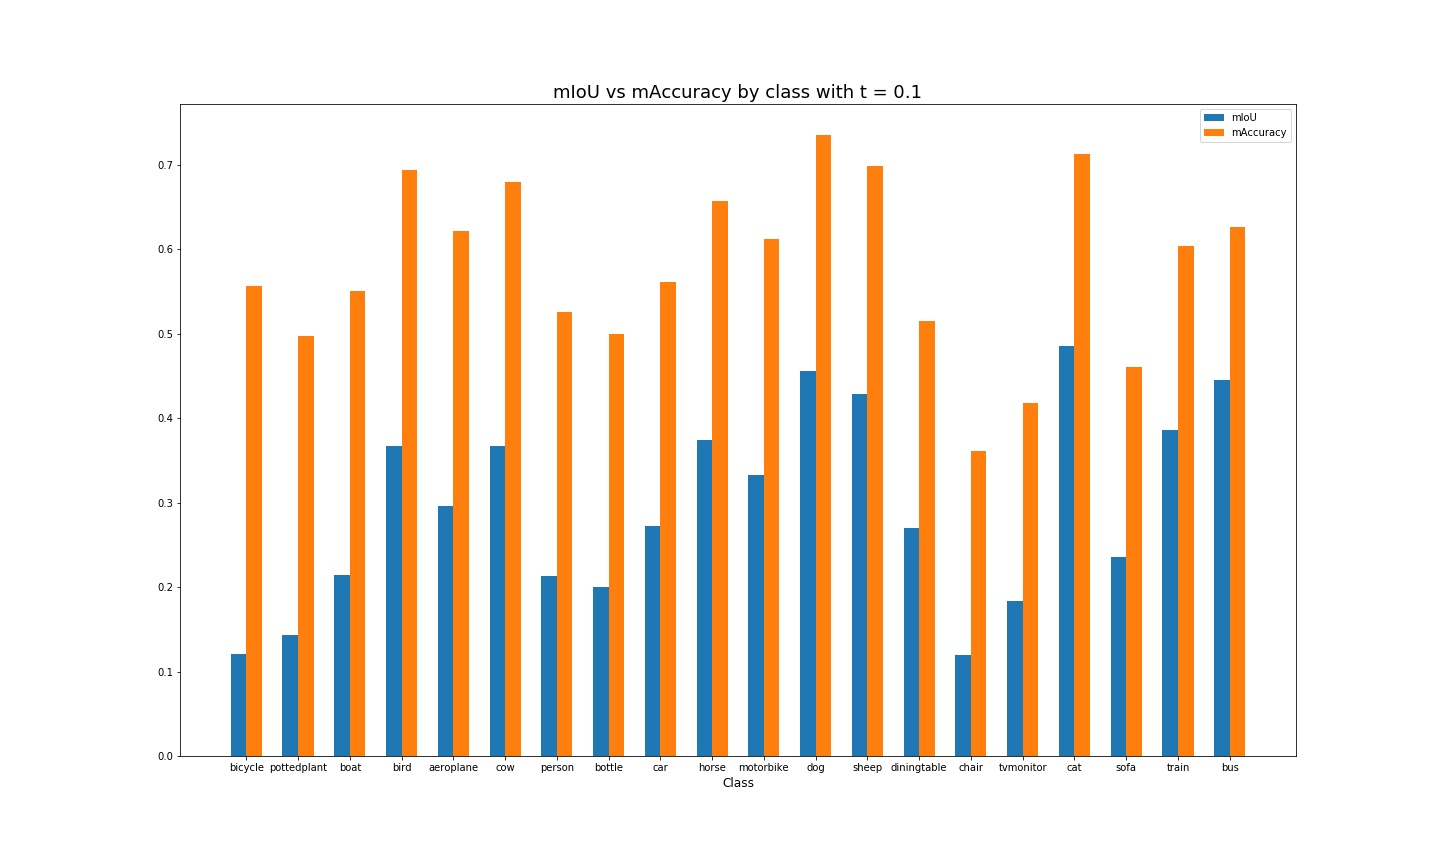 mIoU vs mAccuracy by class with t = 0.1
mIoU
mAccuracy
0.7
0.6
0.5
0.4
0.3
0.2
0.1
0.0
bicycle pottedplant boat bird aeroplane cow person bottle car horse motorbike dog sheep diningtable chair tvmonitor cat sofa train bus
Class